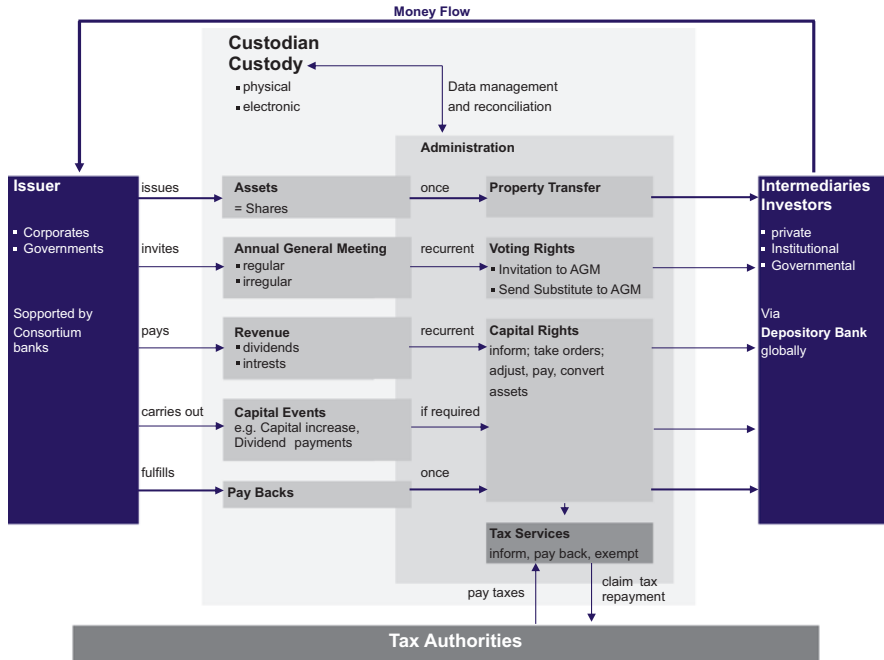 Money Flow
Custodian
Custody
▪ physical
▪ electronic
Data management
and reconciliation
Administration
Issuer
▪ Corporates
▪ Governments
Sopported by
Consortium
banks
issues
invites
pays
carries out
fulfills
Assets
= Shares
Annual General Meeting
▪ regular
▪ irregular
Revenue
▪ dividends
▪ intrests
Capital Events
e.g. Capital increase,
Dividend payments
Pay Backs
once
recurrent
recurrent
if required
once
Property Transfer
Voting Rights
▪ Invitation to AGM
▪ Send Substitute to AGM
Capital Rights
inform; take orders;
adjust, pay, convert
assets
Tax Services
inform, pay back, exempt
Intermediaries
Investors
▪ private
▪ Institutional
▪ Governmental
Via
Depository Bank
globally
pay taxes
claim tax
repayment
Tax Authorities